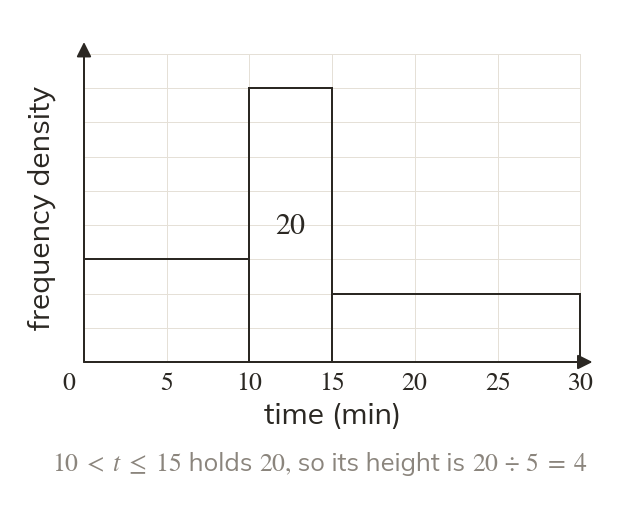 frequency density
20
0 5 10 15 20 25 30
time (min)
10 < t ≤ 15 holds 20, so its height is 20 ÷ 5 = 4